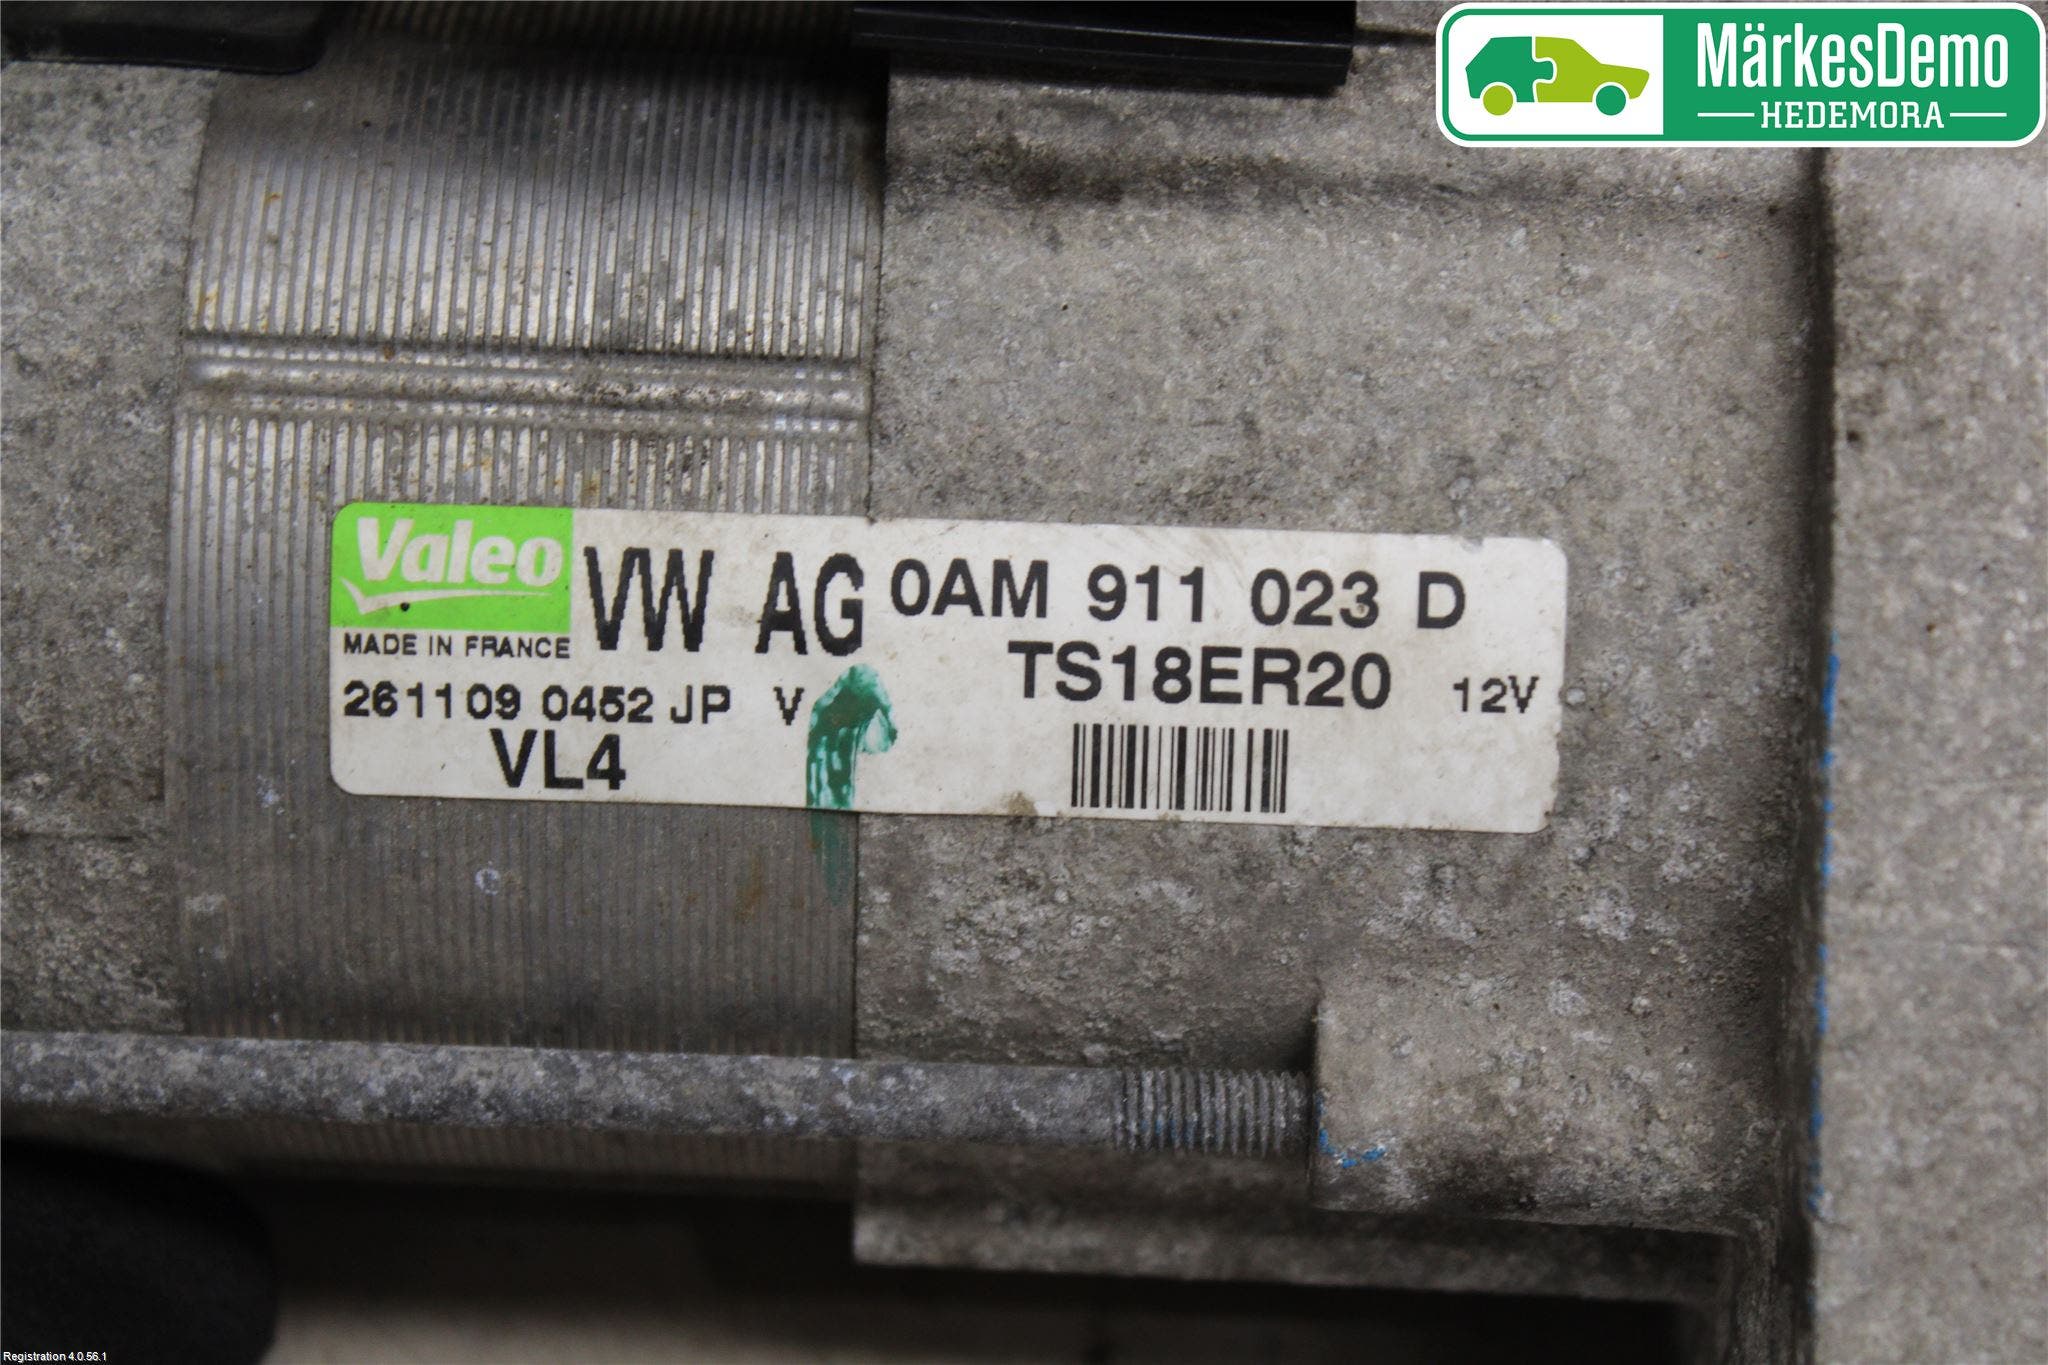 MärkesDemo
HEDEMORA
Valeo
MADE IN FRANCE
VW AG
0AM 911 023 D
TS18ER20 12V
261109 0452 JP V
VL4
Registration 4.0.56.1